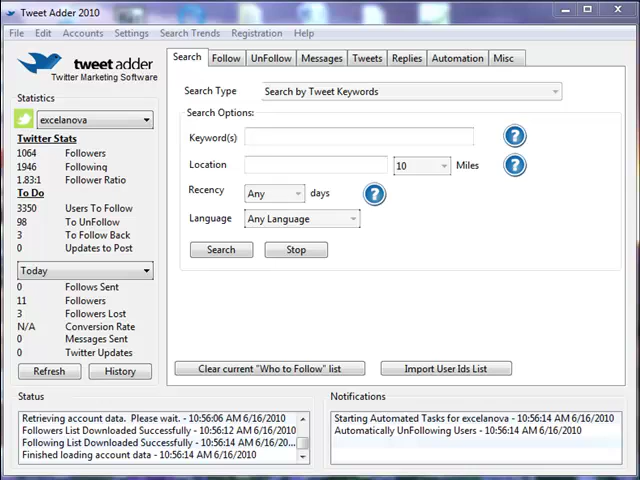 Tweet Adder 2010
File Edit Accounts Settings Search Trends Registration Help
tweet adder
Twitter Marketing Software
Search Follow UnFollow Messages Tweets Replies Automation Misc
Statistics
excelanova
Twitter Stats
1064 Followers
1946 Following
1.83:1 Follower Ratio
To Do
3350 Users To Follow
98 To UnFollow
3 To Follow Back
0 Updates to Post
Today
0 Follows Sent
11 Followers
3 Followers Lost
N/A Conversion Rate
0 Messages Sent
0 Twitter Updates
Refresh History
Search Type Search by Tweet Keywords
Search Options:
Keyword(s) ?
Location 10 Miles ?
Recency Any days ?
Language Any Language
Search Stop
Clear current "Who to Follow" list Import User Ids List
Status
Retrieving account data. Please wait. - 10:56:06 AM 6/16/2010
Followers List Downloaded Successfully - 10:56:12 AM 6/16/2010
Following List Downloaded Successfully - 10:56:14 AM 6/16/20...
Finished loading account data - 10:56:14 AM 6/16/2010
Notifications
Starting Automated Tasks for excelanova - 10:56:14 AM 6/16/2010
Automatically UnFollowing Users - 10:56:14 AM 6/16/2010